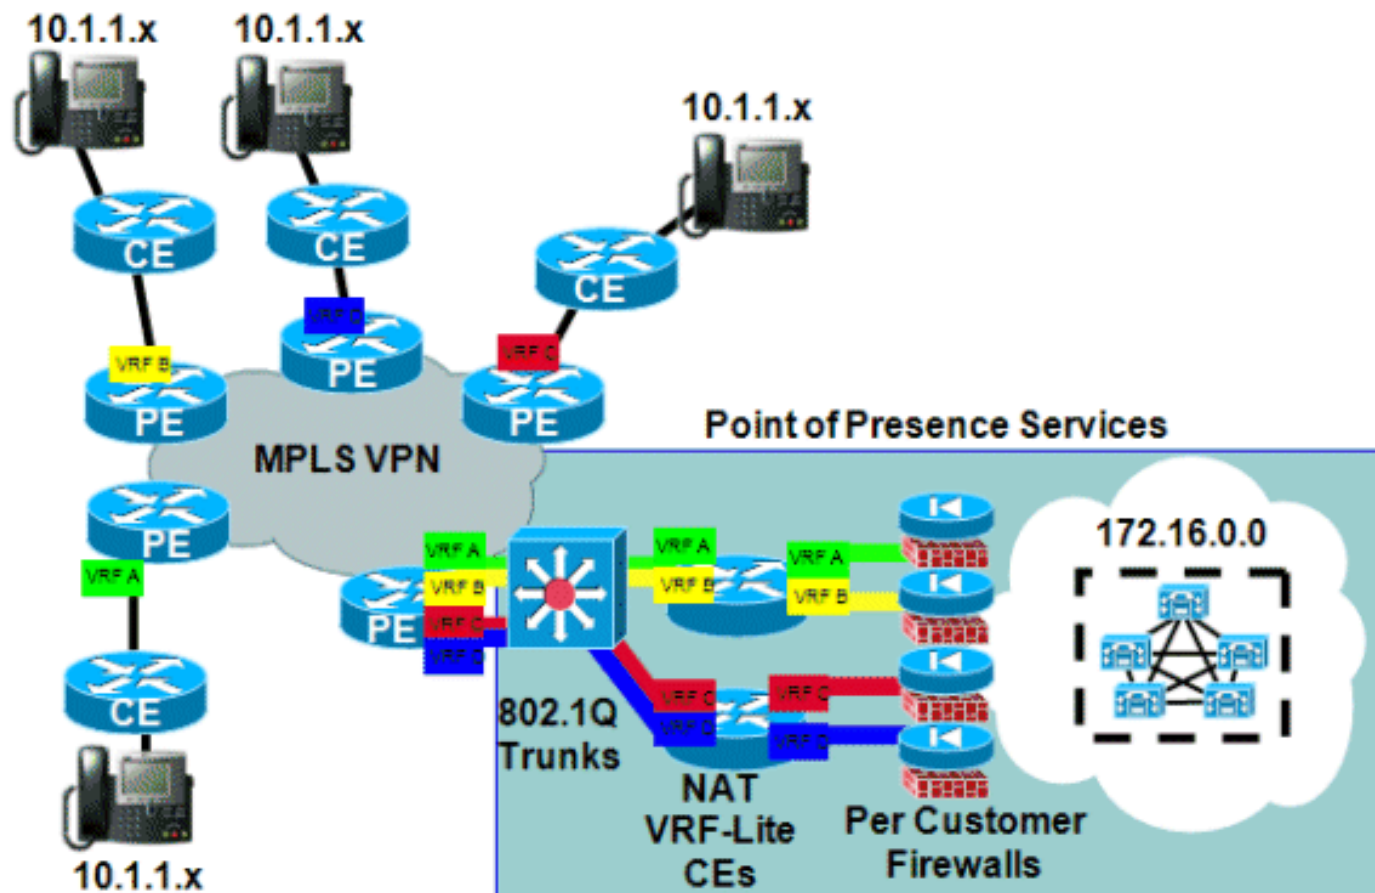 10.1.1.x
10.1.1.x
10.1.1.x
CE
CE
CE
VRF D
PE
VRF B
VRF C
PE
PE
MPLS VPN
Point of Presence Services
PE
VRF A
CE
10.1.1.x
VRF A
VRF B
VRF C
VRF D
PE
802.1Q
Trunks
VRF A
VRF B
VRF C
VRF D
VRF A
VRF B
VRF C
VRF D
NAT
VRF-Lite
CEs
Per Customer
Firewalls
172.16.0.0